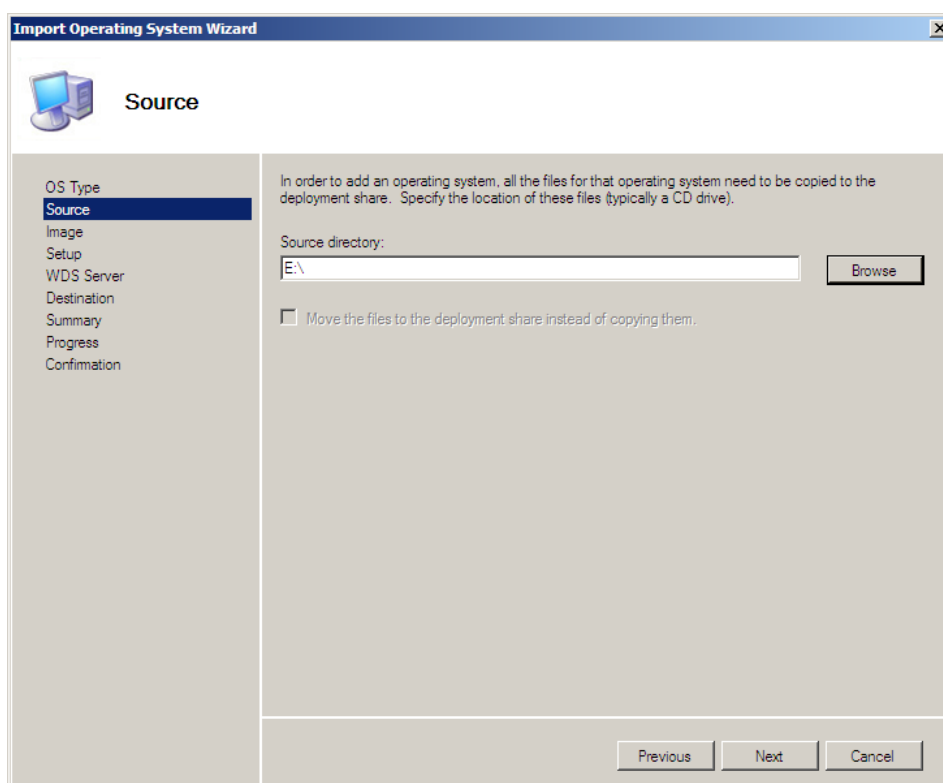 Import Operating System Wizard
Source
OS Type
Source
Image
Setup
WDS Server
Destination
Summary
Progress
Confirmation
In order to add an operating system, all the files for that operating system need to be copied to the
deployment share. Specify the location of these files (typically a CD drive).
Source directory:
E:\
Browse
Move the files to the deployment share instead of copying them.
Previous
Next
Cancel